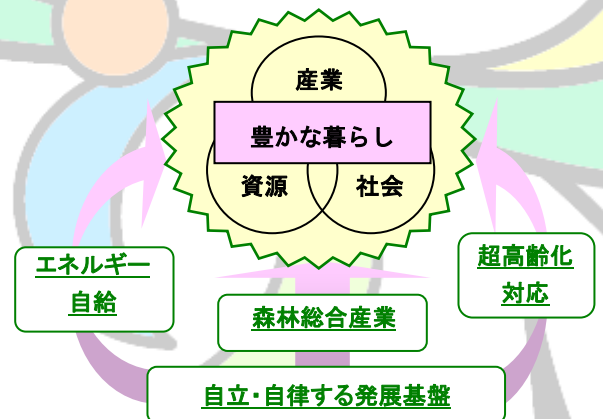 産業
豊かな暮らし
資源
社会
エネルギー
自給
超高齢化
対応
森林総合産業
自立・自律する発展基盤